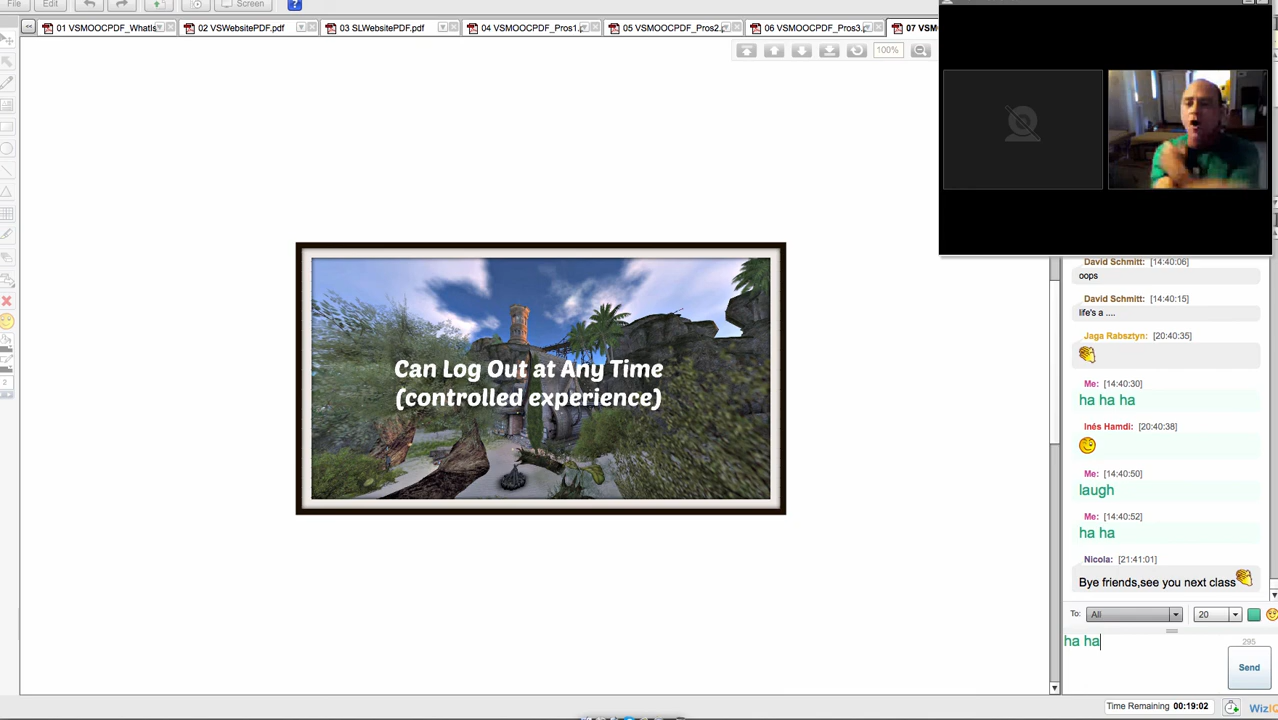 File
Edit
Screen
?
01 VSMOOCPDF_WhatIs
02 VSWebsitePDF.pdf
03 SLWebsitePDF.pdf
04 VSMOOCPDF_Pros1.
05 VSMOOCPDF_Pros2.
06 VSMOOCPDF_Pros3.
07 VSMOOCPD
100%
Can Log Out at Any Time
(controlled experience)
David Schmitt: [14:40:06]
oops
David Schmitt: [14:40:15]
life's a ....
Jaga Rabsztyn: [20:40:35]
Me: [14:40:30]
ha ha ha
Inés Hamdi: [20:40:38]
Me: [14:40:50]
laugh
Me: [14:40:52]
ha ha
Nicola: [21:41:01]
Bye friends,see you next class
To: All 20
ha ha
295
Send
Time Remaining 00:19:02
WizIQ
2